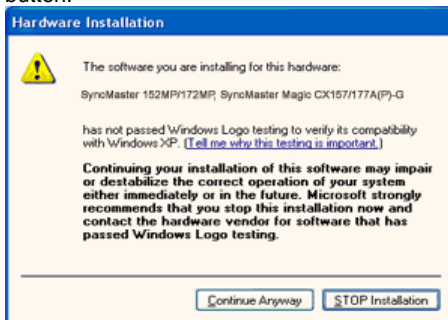 button.
Hardware Installation
The software you are installing for this hardware:
SyncMaster 152MP/172MP, SyncMaster Magic CX157/177A(P)-G
has not passed Windows Logo testing to verify its compatibility
with Windows XP. (Tell me why this testing is important.)
Continuing your installation of this software may impair
or destabilize the correct operation of your system
either immediately or in the future. Microsoft strongly
recommends that you stop this installation now and
contact the hardware vendor for software that has
passed Windows Logo testing.
Continue Anyway STOP Installation